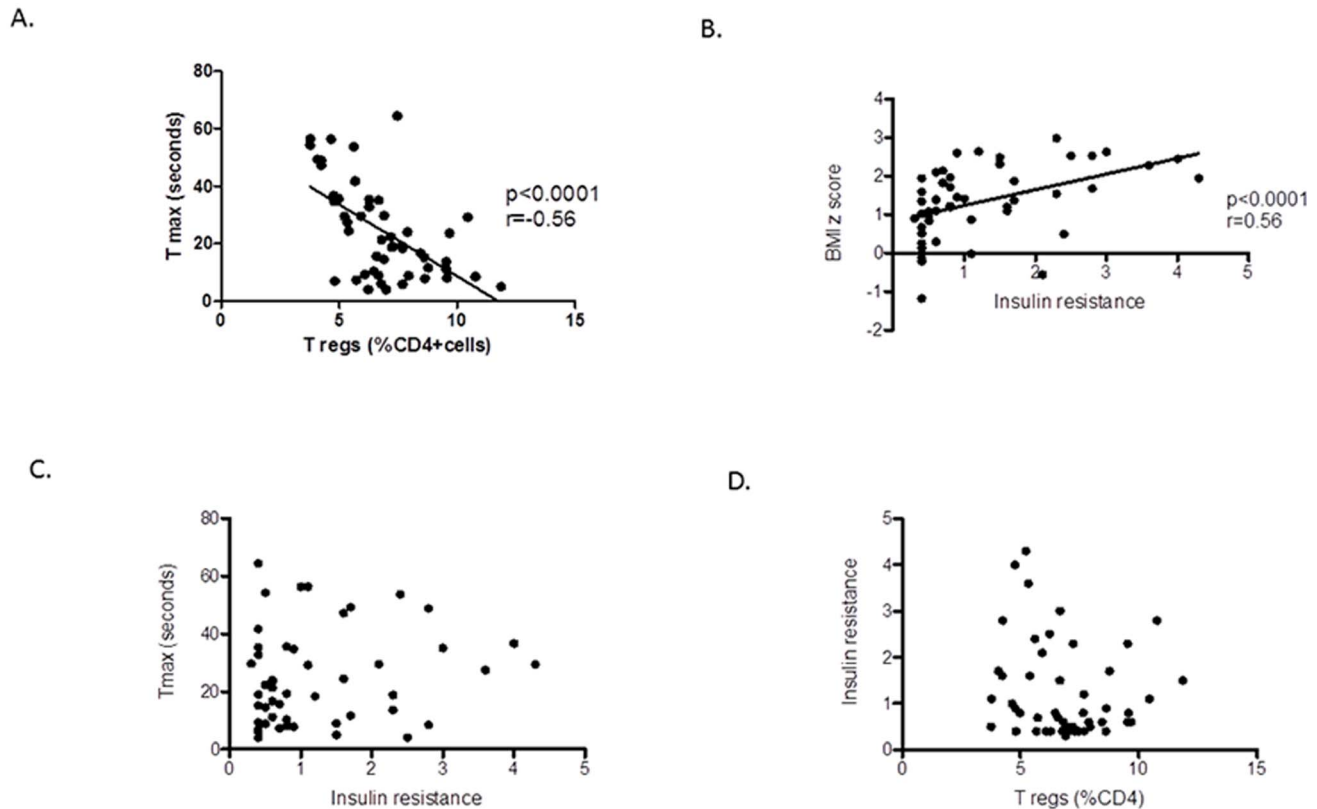 A.
80
60
40
20
0
T max (seconds)
0 5 10 15
T regs (%CD4+cells)
p<0.0001
r=-0.56
B.
4
3
2
1
0
-1
-2
BMI z score
1 2 3 4 5
Insulin resistance
p<0.0001
r=0.56
C.
80
60
40
20
0
Tmax (seconds)
0 1 2 3 4 5
Insulin resistance
D.
5
4
3
2
1
0
Insulin resistance
0 5 10 15
T regs (%CD4)